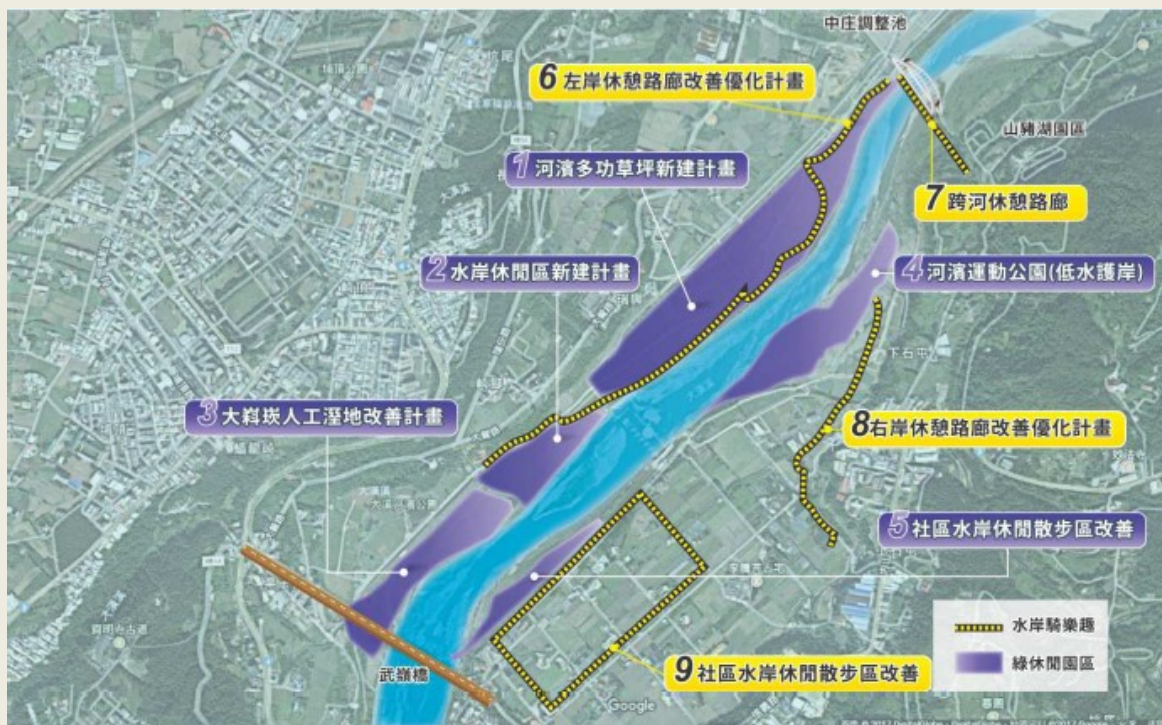 中庄調整池
6 左岸休憩路廊改善優化計畫
山豬湖園區
1 河濱多功草坪新建計畫
7 跨河休憩路廊
2 水岸休閒區新建計畫
4 河濱運動公園(低水護岸)
下石屯
3 大嵙崁人工溼地改善計畫
8 右岸休憩路廊改善優化計畫
5 社區水岸休閒散步區改善
武嶺橋
9 社區水岸休閒散步區改善
水岸騎樂趣
綠休閒園區
Google